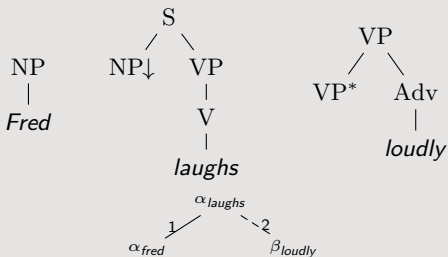 S
VP
NP NP↓ VP
VP* Adv
Fred V
loudly
laughs
α_laughs
1 2
α_fred β_loudly